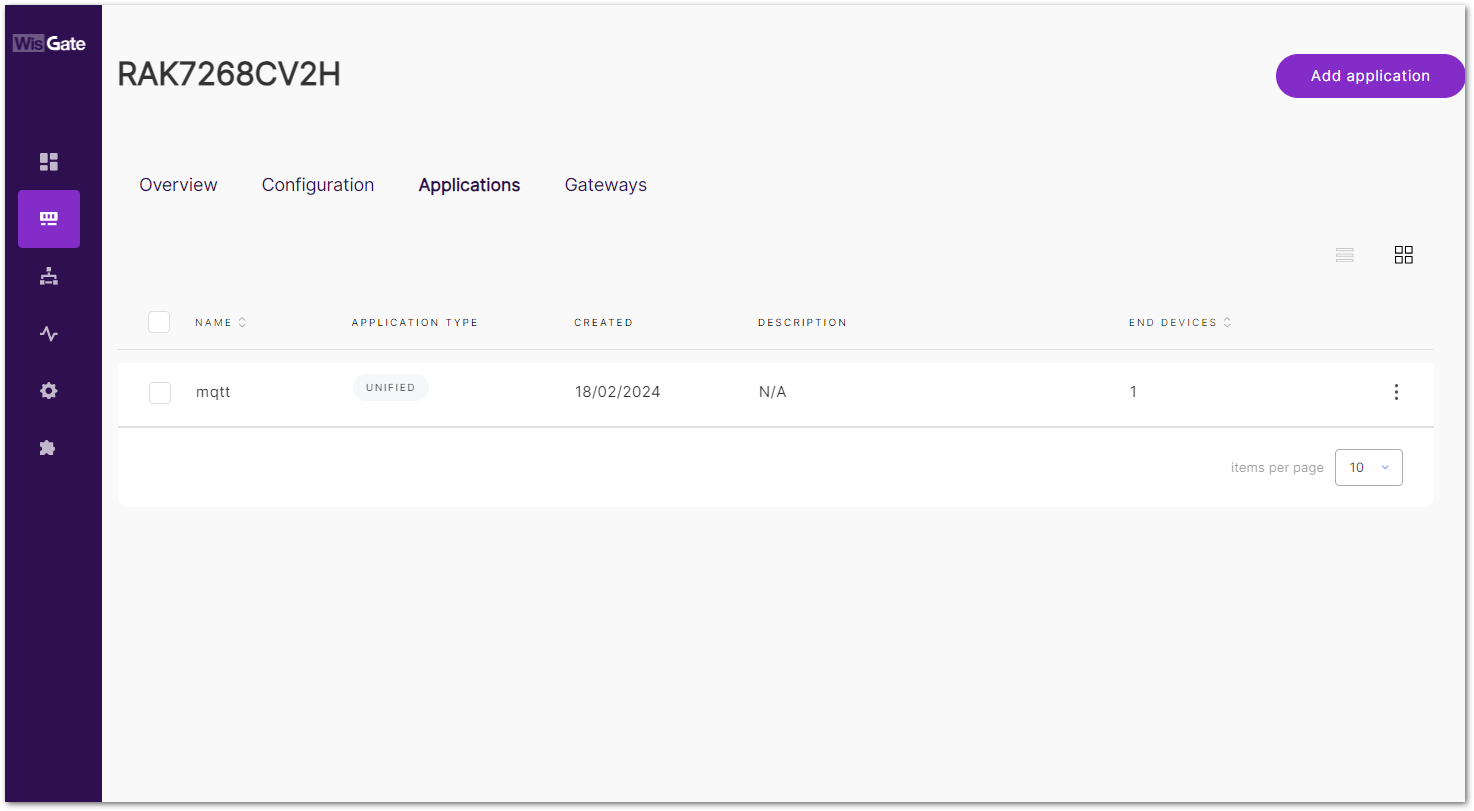 WisGate
RAK7268CV2H
Add application
Overview Configuration Applications Gateways
NAME APPLICATION TYPE CREATED DESCRIPTION END DEVICES
mqtt UNIFIED 18/02/2024 N/A 1
items per page 10